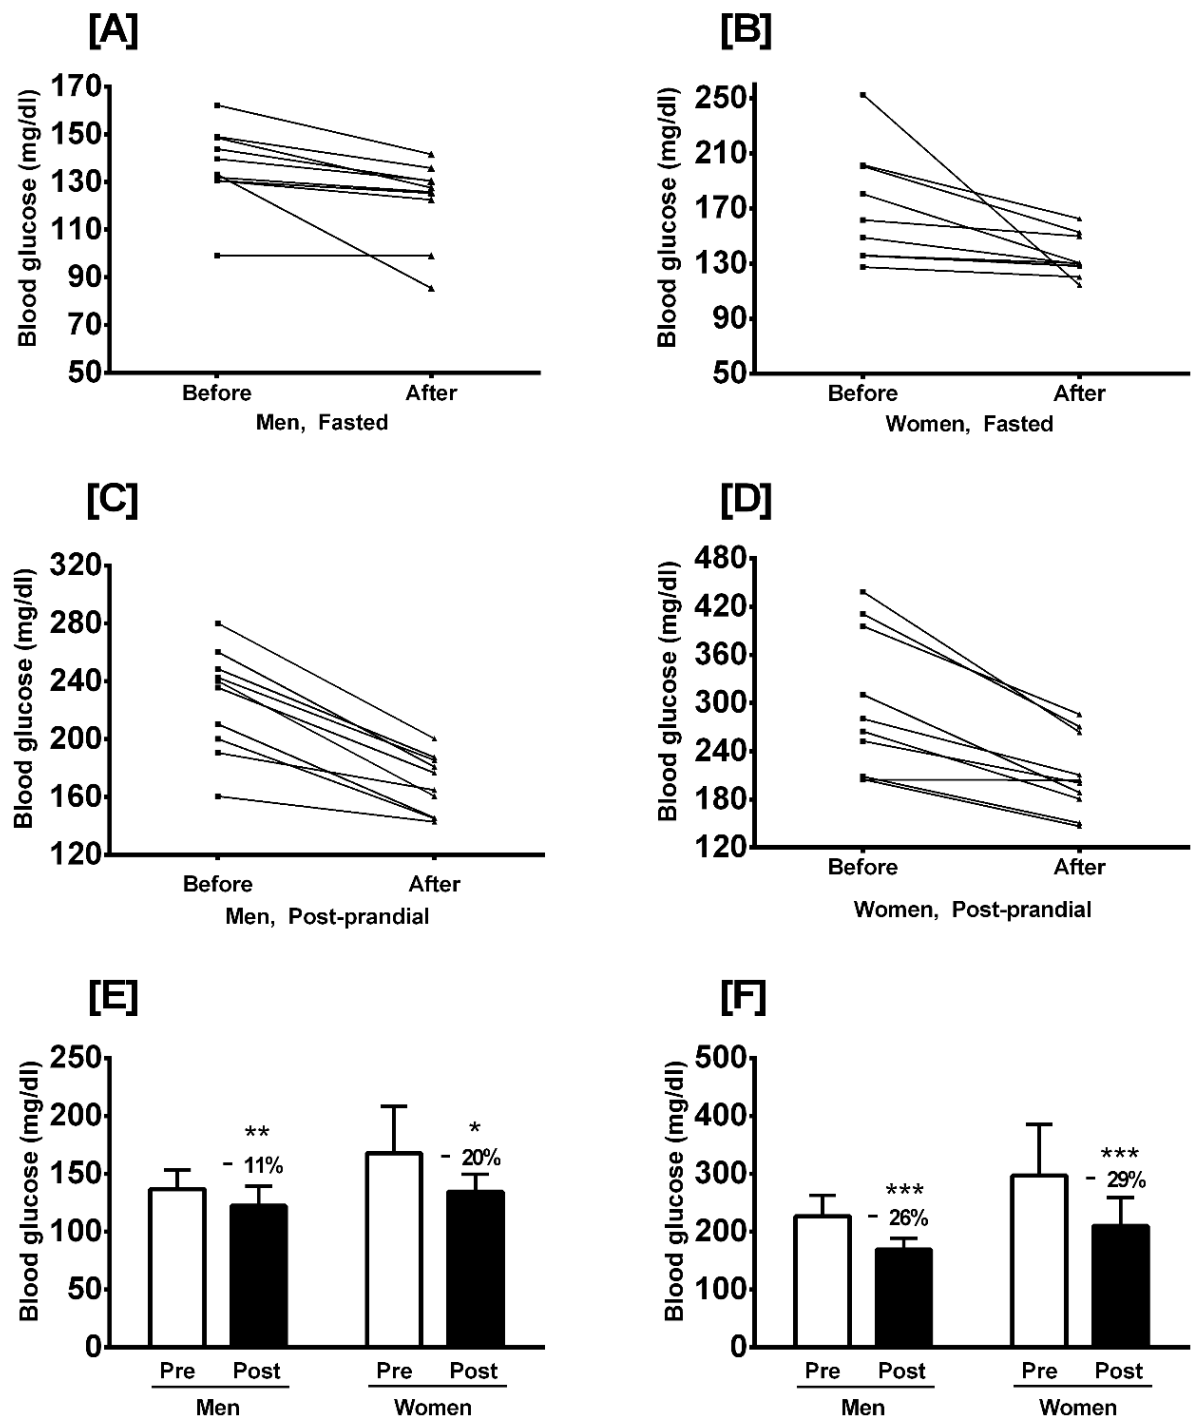 [A]
Blood glucose (mg/dl)
170
150
130
110
90
70
50
Before After
Men, Fasted
[B]
Blood glucose (mg/dl)
250
210
170
130
90
50
Before After
Women, Fasted
[C]
Blood glucose (mg/dl)
320
280
240
200
160
120
Before After
Men, Post-prandial
[D]
Blood glucose (mg/dl)
480
420
360
300
240
180
120
Before After
Women, Post-prandial
[E]
Blood glucose (mg/dl)
250
200
150
100
50
0
**
- 11%
*
- 20%
Pre Post Pre Post
Men Women
[F]
Blood glucose (mg/dl)
500
400
300
200
100
0
***
- 26%
***
- 29%
Pre Post Pre Post
Men Women